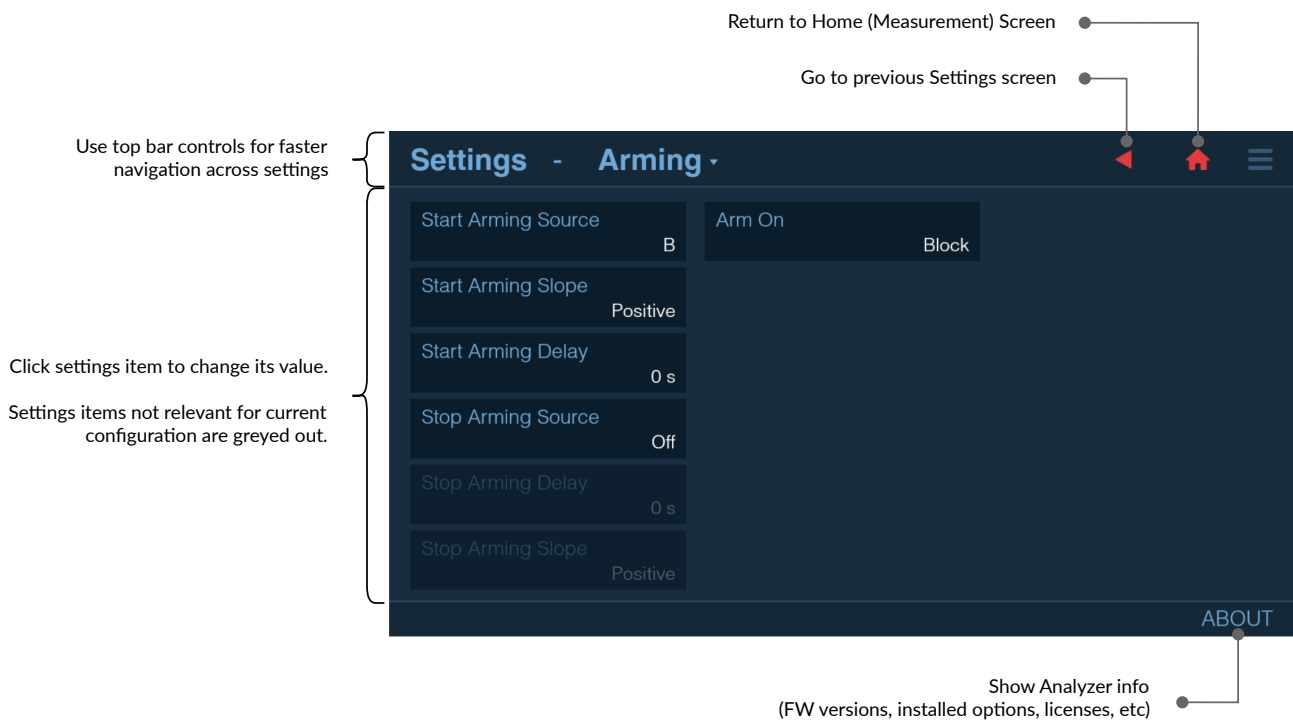 Return to Home (Measurement) Screen
Go to previous Settings screen
Use top bar controls for faster
navigation across settings
Settings - Arming
Start Arming Source
B
Arm On
Block
Start Arming Slope
Positive
Start Arming Delay
0 s
Click settings item to change its value.
Settings items not relevant for current
configuration are greyed out.
Stop Arming Source
Off
Stop Arming Delay
0 s
Stop Arming Slope
Positive
ABOUT
Show Analyzer info
(FW versions, installed options, licenses, etc)